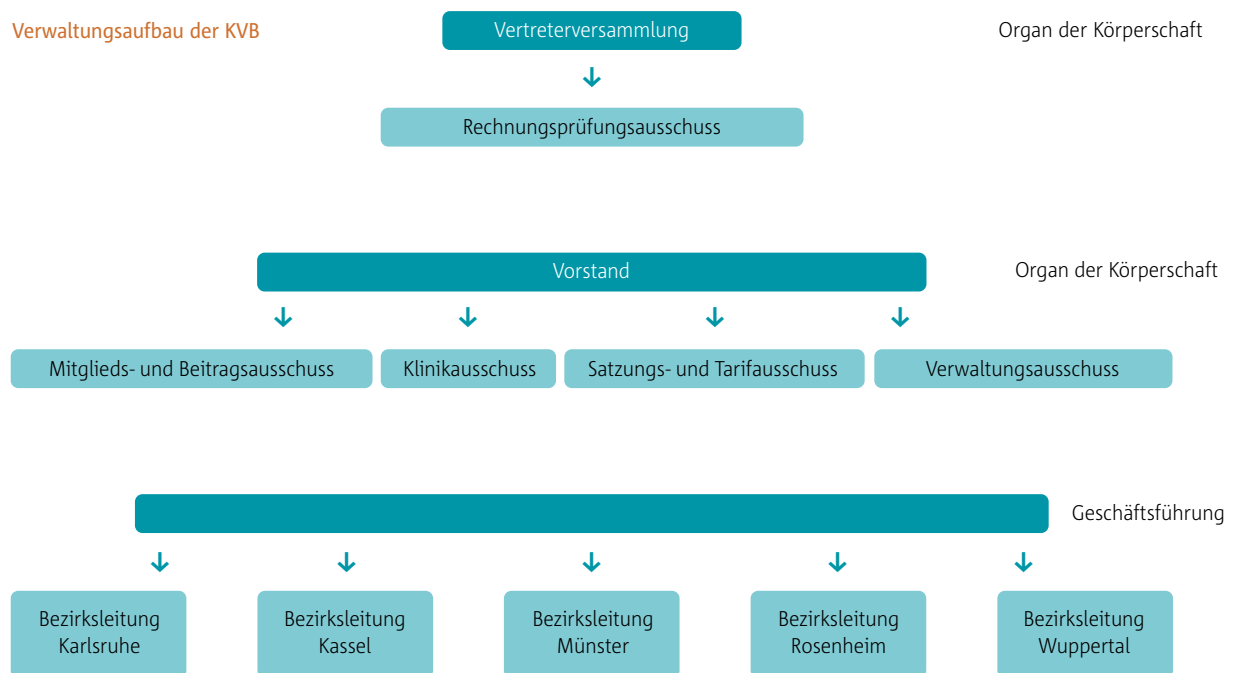 Verwaltungsaufbau der KVB
Vertreterversammlung
Organ der Körperschaft
Rechnungsprüfungsausschuss
Vorstand
Organ der Körperschaft
Mitglieds- und Beitragsausschuss
Klinikausschuss
Satzungs- und Tarifausschuss
Verwaltungsausschuss
Geschäftsführung
Bezirksleitung
Karlsruhe
Bezirksleitung
Kassel
Bezirksleitung
Münster
Bezirksleitung
Rosenheim
Bezirksleitung
Wuppertal